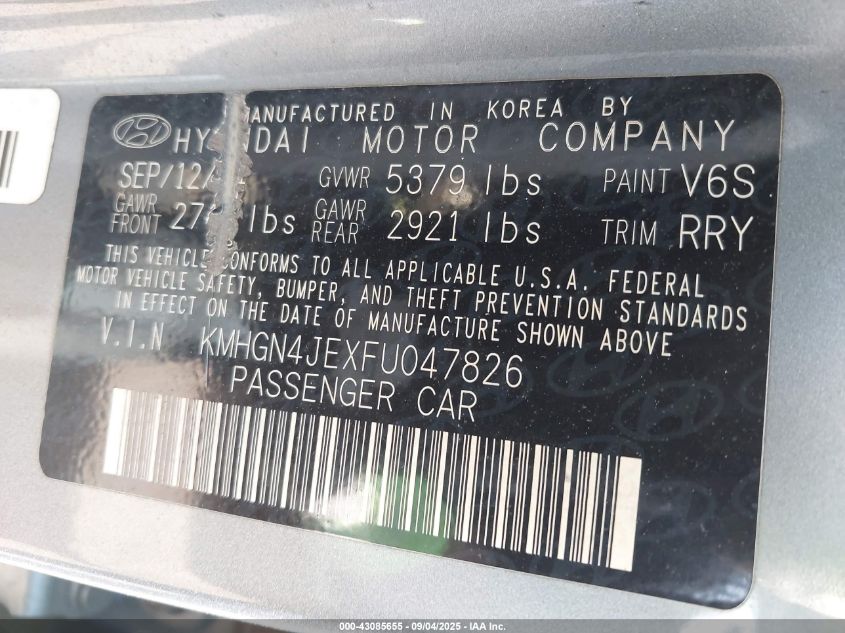 MANUFACTURED IN KOREA BY
HYUNDAI MOTOR COMPANY
SEP/12/ GVWR 5379 lbs PAINT V6S
GAWR FRONT lbs GAWR REAR 2921 lbs TRIM RRY
THIS VEHICLE CONFORMS TO ALL APPLICABLE U.S.A. FEDERAL
MOTOR VEHICLE SAFETY, BUMPER, AND THEFT PREVENTION STANDARDS
IN EFFECT ON THE DATE OF MANUFACTURE SHOWN ABOVE
V.I.N. KMHGN4JEXFU047826
PASSENGER CAR
000-43085655 - 09/04/2025 - IAA Inc.